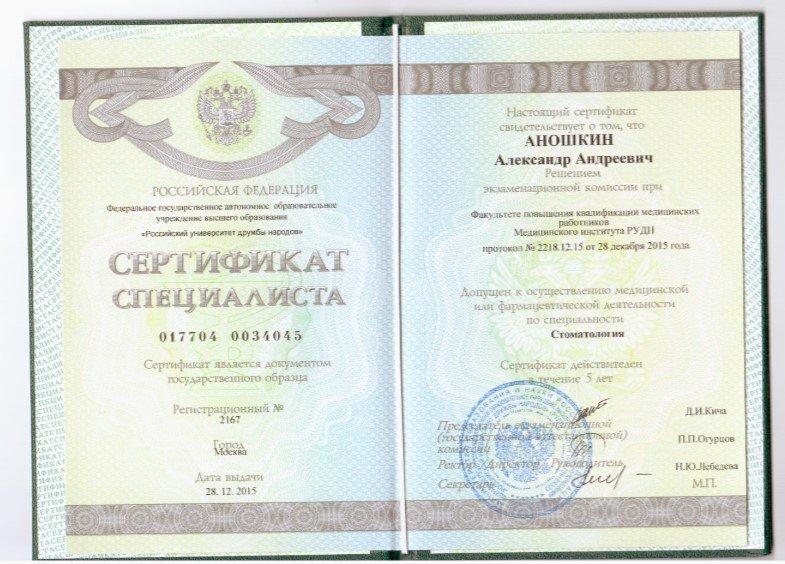 РОССИЙСКАЯ ФЕДЕРАЦИЯ
Федеральное государственное автономное образовательное
учреждение высшего образования
«Российский университет дружбы народов»
СЕРТИФИКАТ
СПЕЦИАЛИСТА
017704 0034045
Сертификат является документом
государственного образца
Регистрационный №
2167
Город
Москва
Дата выдачи
28. 12. 2015
Настоящий сертификат
свидетельствует о том, что
АНОШКИН
Александр Андреевич
Решением
экзаменационной комиссии при
Факультете повышения квалификации медицинских
работников
Медицинского института РУДН
протокол № 2218.12.15 от 28 декабря 2015 года
Допущен к осуществлению медицинской
или фармацевтической деятельности
по специальности
Стоматология
Сертификат действителен
в течение 5 лет
Д.И.Кича
Председатель экзаменационной
(государственной аттестационной)
комиссии
П.П.Огурцов
Ректор Директор Руководитель
Н.Ю.Лебедева
Секретарь
М.П.